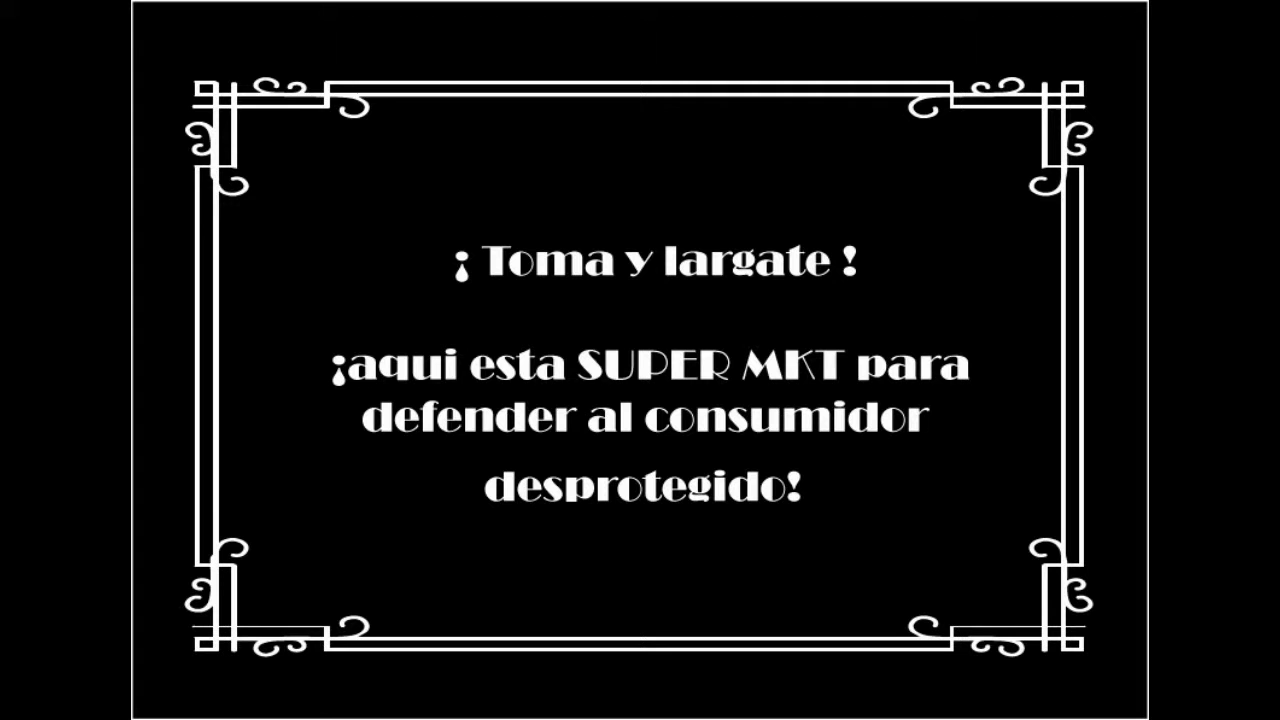 ¡ Toma y largate !
¡aqui esta SUPER MKT para
defender al consumidor
desprotegido!